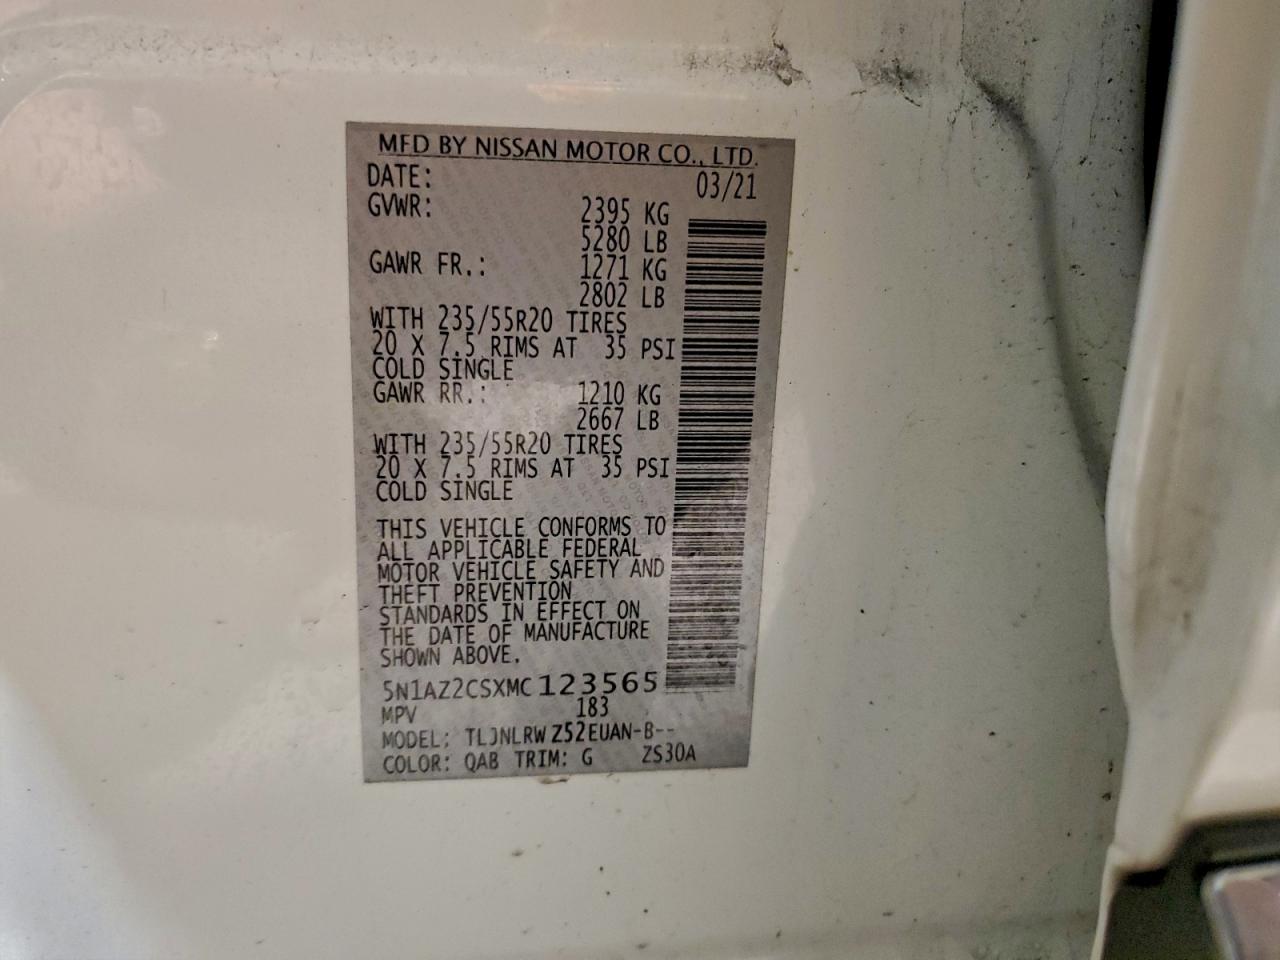 MFD BY NISSAN MOTOR CO., LTD.
DATE: 03/21
GVWR: 2395 KG
5280 LB
GAWR FR.: 1271 KG
2802 LB
WITH 235/55R20 TIRES
20 X 7.5 RIMS AT 35 PSI
COLD SINGLE
GAWR RR.: 1210 KG
2667 LB
WITH 235/55R20 TIRES
20 X 7.5 RIMS AT 35 PSI
COLD SINGLE
THIS VEHICLE CONFORMS TO
ALL APPLICABLE FEDERAL
MOTOR VEHICLE SAFETY AND
THEFT PREVENTION
STANDARDS IN EFFECT ON
THE DATE OF MANUFACTURE
SHOWN ABOVE.
5N1AZ2CSXMC123565
MPV 183
MODEL: TLJNLRW Z52EUAN-B--
COLOR: QAB TRIM: G ZS30A